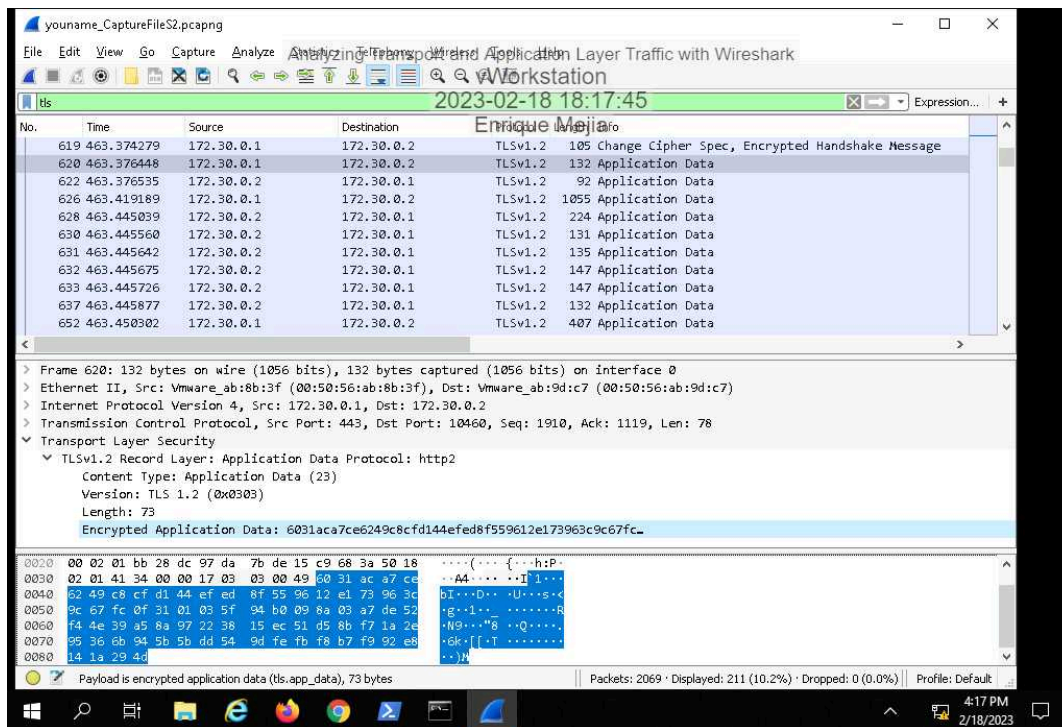 youname_CaptureFileS2.pcapng
File Edit View Go Capture Analyze Statistics Telephony Wireless Tools Help
Analyzing Transport and Application Layer Traffic with Wireshark
vWorkstation
tls
2023-02-18 18:17:45
Expression... +
Enrique Mejia
No. Time Source Destination Protocol Length Info
619 463.374279 172.30.0.1 172.30.0.2 TLSv1.2 105 Change Cipher Spec, Encrypted Handshake Message
620 463.376448 172.30.0.1 172.30.0.2 TLSv1.2 132 Application Data
622 463.376535 172.30.0.2 172.30.0.1 TLSv1.2 92 Application Data
626 463.419189 172.30.0.2 172.30.0.1 TLSv1.2 1055 Application Data
628 463.445039 172.30.0.2 172.30.0.1 TLSv1.2 224 Application Data
630 463.445560 172.30.0.2 172.30.0.1 TLSv1.2 131 Application Data
631 463.445642 172.30.0.2 172.30.0.1 TLSv1.2 135 Application Data
632 463.445675 172.30.0.2 172.30.0.1 TLSv1.2 147 Application Data
633 463.445726 172.30.0.2 172.30.0.1 TLSv1.2 147 Application Data
637 463.445877 172.30.0.2 172.30.0.1 TLSv1.2 132 Application Data
652 463.450302 172.30.0.1 172.30.0.2 TLSv1.2 407 Application Data
Frame 620: 132 bytes on wire (1056 bits), 132 bytes captured (1056 bits) on interface 0
Ethernet II, Src: Vmware_ab:8b:3f (00:50:56:ab:8b:3f), Dst: Vmware_ab:9d:c7 (00:50:56:ab:9d:c7)
Internet Protocol Version 4, Src: 172.30.0.1, Dst: 172.30.0.2
Transmission Control Protocol, Src Port: 443, Dst Port: 10460, Seq: 1910, Ack: 1119, Len: 78
Transport Layer Security
TLSv1.2 Record Layer: Application Data Protocol: http2
Content Type: Application Data (23)
Version: TLS 1.2 (0x0303)
Length: 73
Encrypted Application Data: 6031aca7ce6249c8cfd144efed8f559612e173963c9c67fc…
0020 00 02 01 bb 28 dc 97 da 7b de 15 c9 68 3a 50 18 ····(··· {···h:P·
0030 02 01 41 34 00 00 17 03 03 00 49 60 31 ac a7 ce ··A4···· ··I`1···
0040 62 49 c8 cf d1 44 ef ed 8f 55 96 12 e1 73 96 3c bI···D·· ·U···s·<
0050 9c 67 fc 0f 31 01 03 5f 94 b0 09 8a 03 a7 de 52 ·g··1··_ ·······R
0060 f4 4e 39 a5 8a 97 22 38 15 ec 51 d5 8b f7 1a 2e ·N9···"8 ··Q····.
0070 95 36 6b 94 5b 5b dd 54 9d fe fb f8 b7 f9 92 e8 ·6k·[[·T ········
0080 14 1a 29 4d ··)M
Payload is encrypted application data (tls.app_data), 73 bytes Packets: 2069 · Displayed: 211 (10.2%) · Dropped: 0 (0.0%) Profile: Default
4:17 PM
2/18/2023